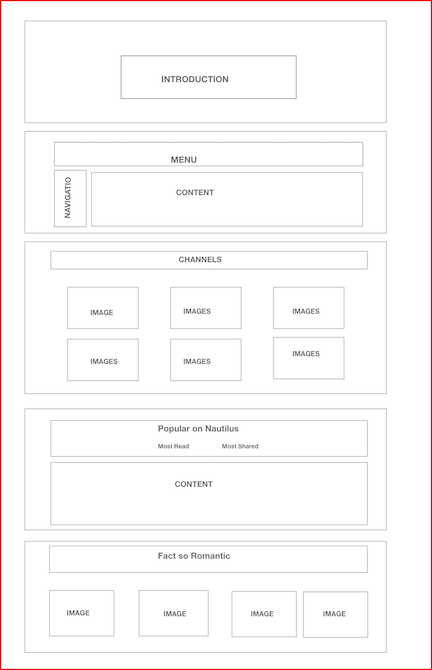 INTRODUCTION
MENU
NAVIGATIO
CONTENT
CHANNELS
IMAGE IMAGES IMAGES
IMAGES IMAGES IMAGES
Popular on Nautilus
Most Read Most Shared
CONTENT
Fact so Romantic
IMAGE IMAGE IMAGE IMAGE